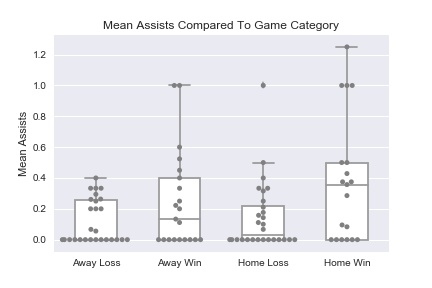 Mean Assists Compared To Game Category
Mean Assists
1.2
1.0
0.8
0.6
0.4
0.2
0.0
Away Loss
Away Win
Home Loss
Home Win